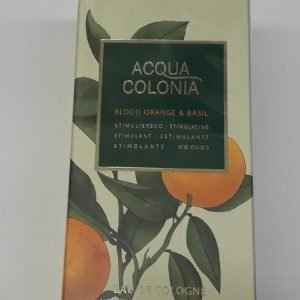 ACQUA
COLONIA
BLOOD ORANGE & BASIL
STIMULIEREND · STIMULATING
STIMULANT · ESTIMULANTE
STIMOLANTE ·
EAU DE COLOGNE